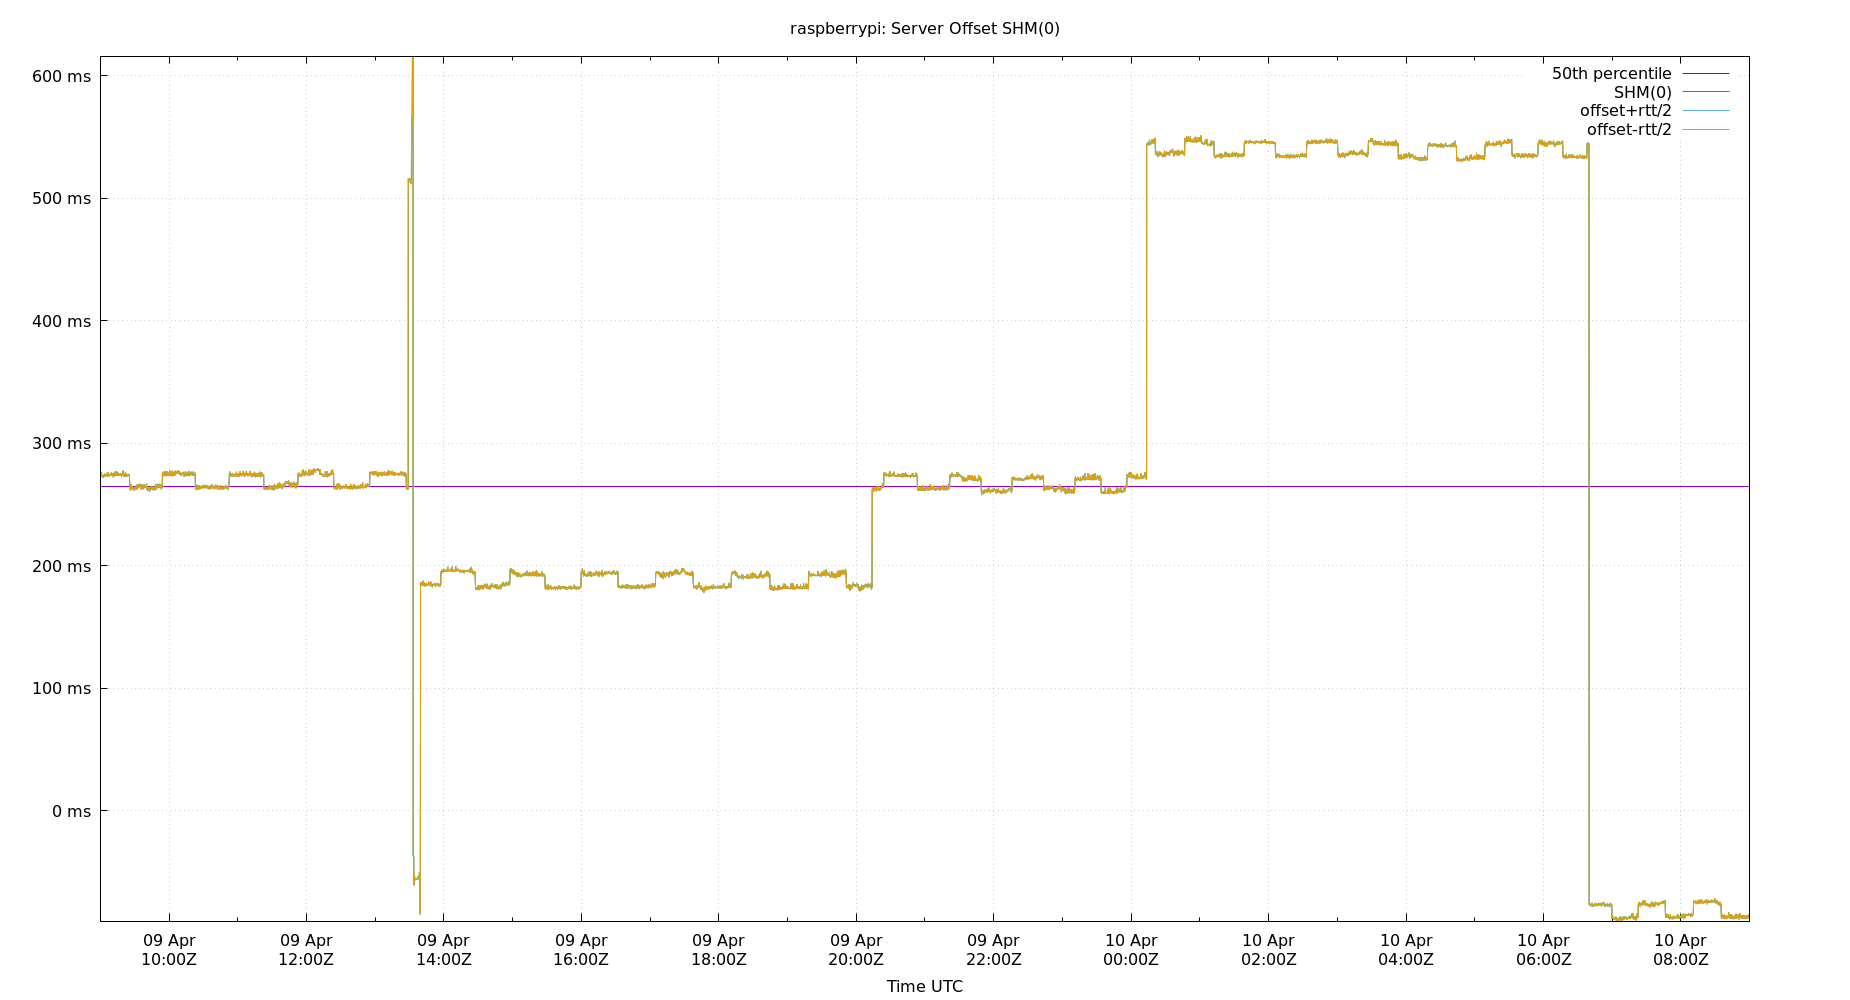 raspberrypi: Server Offset SHM(0)
600 ms
500 ms
400 ms
300 ms
200 ms
100 ms
0 ms
50th percentile
SHM(0)
offset+rtt/2
offset-rtt/2
09 Apr 09 Apr 09 Apr 09 Apr 09 Apr 09 Apr 09 Apr 10 Apr 10 Apr 10 Apr 10 Apr 10 Apr
10:00Z 12:00Z 14:00Z 16:00Z 18:00Z 20:00Z 22:00Z 00:00Z 02:00Z 04:00Z 06:00Z 08:00Z
Time UTC